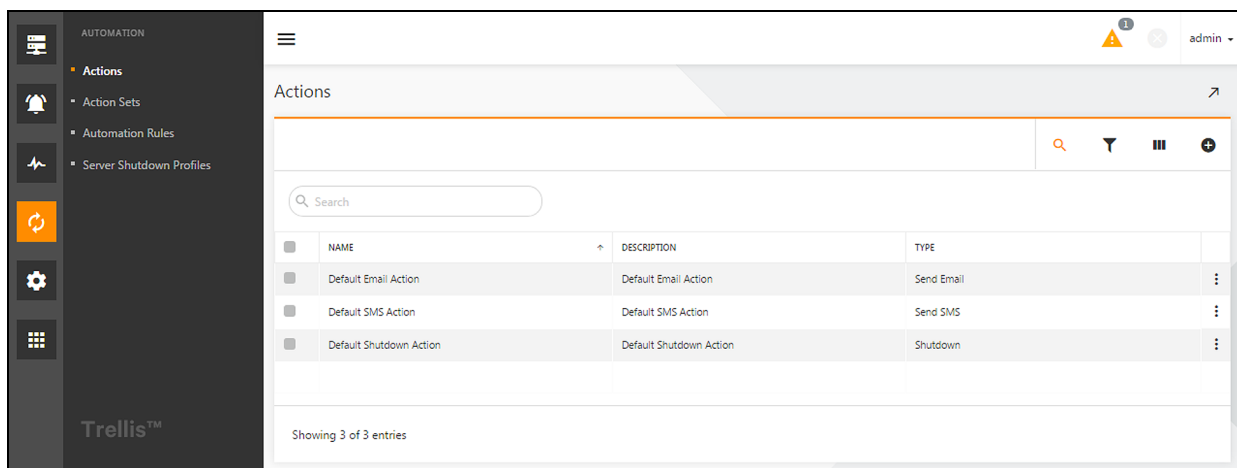 AUTOMATION
Actions
Action Sets
Automation Rules
Server Shutdown Profiles
Trellis™
1
admin
Actions
Search
NAME DESCRIPTION TYPE
Default Email Action Default Email Action Send Email
Default SMS Action Default SMS Action Send SMS
Default Shutdown Action Default Shutdown Action Shutdown
Showing 3 of 3 entries